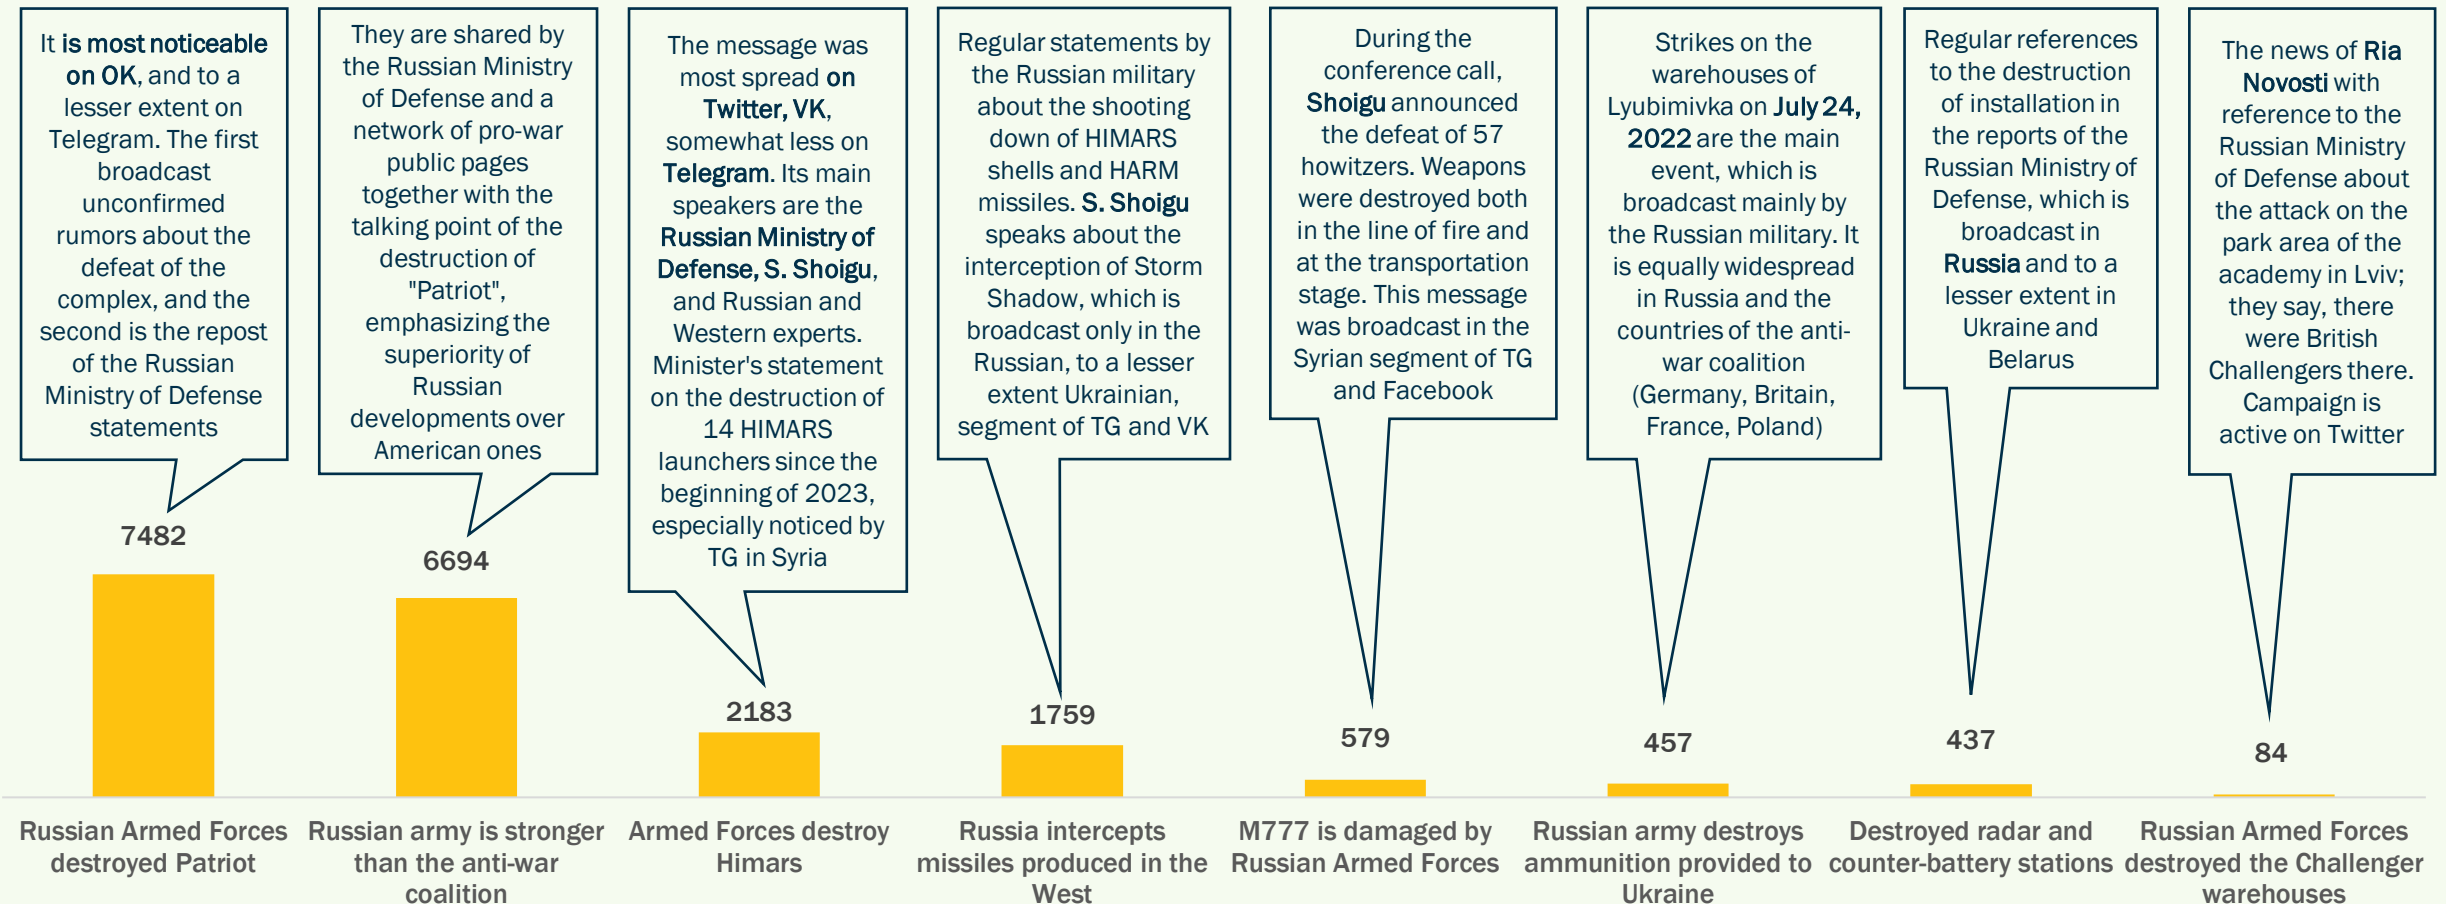 It is most noticeable
on OK, and to a
lesser extent on
Telegram. The first
broadcast
unconfirmed
rumors about the
defeat of the
complex, and the
second is the repost
of the Russian
Ministry of Defense
statements
They are shared by
the Russian Ministry
of Defense and a
network of pro-war
public pages
together with the
talking point of the
destruction of
"Patriot",
emphasizing the
superiority of
Russian
developments over
American ones
The message was
most spread on
Twitter, VK,
somewhat less on
Telegram. Its main
speakers are the
Russian Ministry of
Defense, S. Shoigu,
and Russian and
Western experts.
Minister's statement
on the destruction of
14 HIMARS
launchers since the
beginning of 2023,
especially noticed by
TG in Syria
Regular statements by
the Russian military
about the shooting
down of HIMARS
shells and HARM
missiles. S. Shoigu
speaks about the
interception of Storm
Shadow, which is
broadcast only in the
Russian, to a lesser
extent Ukrainian,
segment of TG and VK
During the
conference call,
Shoigu announced
the defeat of 57
howitzers. Weapons
were destroyed both
in the line of fire and
at the transportation
stage. This message
was broadcast in the
Syrian segment of TG
and Facebook
Strikes on the
warehouses of
Lyubimivka on July 24,
2022 are the main
event, which is
broadcast mainly by
the Russian military. It
is equally widespread
in Russia and the
countries of the anti-
war coalition
(Germany, Britain,
France, Poland)
Regular references
to the destruction
of installation in
the reports of the
Russian Ministry of
Defense, which is
broadcast in
Russia and to a
lesser extent in
Ukraine and
Belarus
The news of Ria
Novosti with
reference to the
Russian Ministry
of Defense about
the attack on the
park area of the
academy in Lviv;
they say, there
were British
Challengers there.
Campaign is
active on Twitter
7482
6694
2183
1759
579
457
437
84
Russian Armed Forces
destroyed Patriot
Russian army is stronger
than the anti-war
coalition
Armed Forces destroy
Himars
Russia intercepts
missiles produced in the
West
M777 is damaged by
Russian Armed Forces
Russian army destroys
ammunition provided to
Ukraine
Destroyed radar and
counter-battery stations
Russian Armed Forces
destroyed the Challenger
warehouses